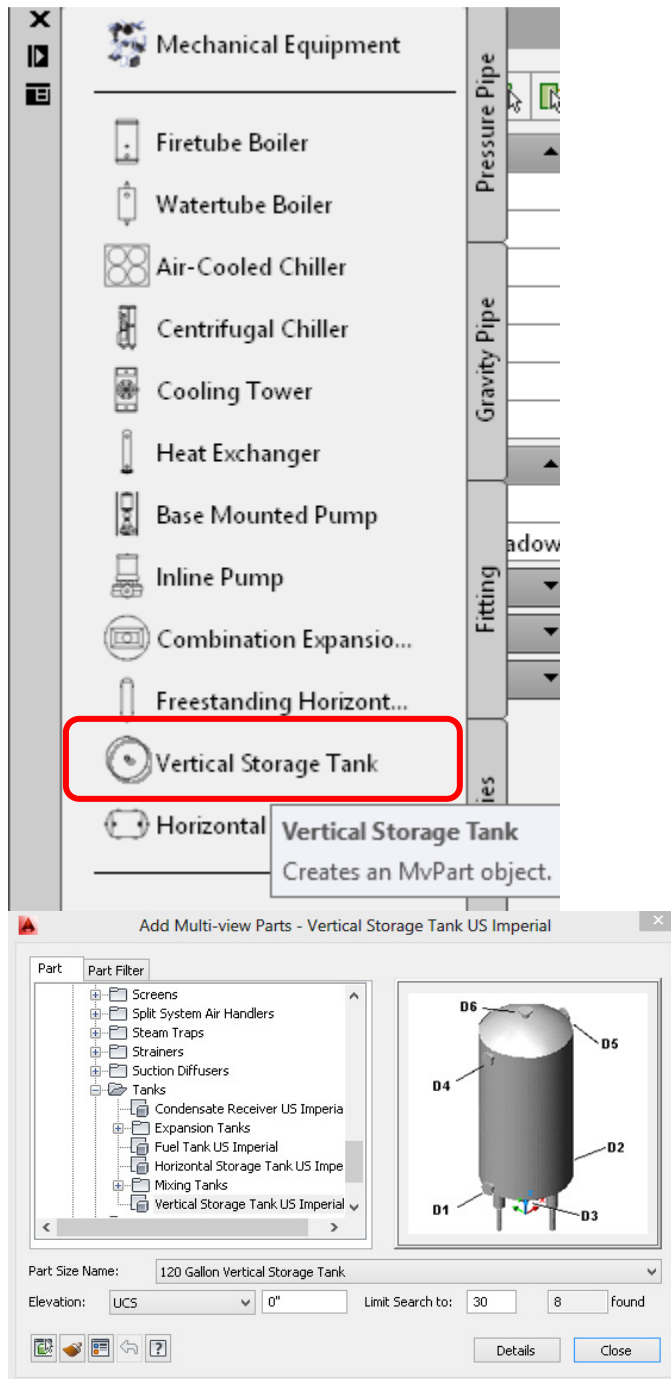 Mechanical Equipment
Firetube Boiler
Watertube Boiler
Air-Cooled Chiller
Centrifugal Chiller
Cooling Tower
Heat Exchanger
Base Mounted Pump
Inline Pump
Combination Expansio...
Freestanding Horizont...
Vertical Storage Tank
Horizontal
Vertical Storage Tank
Creates an MvPart object.
Pressure Pipe
Gravity Pipe
Fitting
ies
adow
Add Multi-view Parts - Vertical Storage Tank US Imperial
Part
Part Filter
Screens
Split System Air Handlers
Steam Traps
Strainers
Suction Diffusers
Tanks
Condensate Receiver US Imperia
Expansion Tanks
Fuel Tank US Imperial
Horizontal Storage Tank US Impe
Mixing Tanks
Vertical Storage Tank US Imperial
D6
D5
D4
D2
D1
D3
Part Size Name: 120 Gallon Vertical Storage Tank
Elevation: UCS 0" Limit Search to: 30 8 found
Details Close